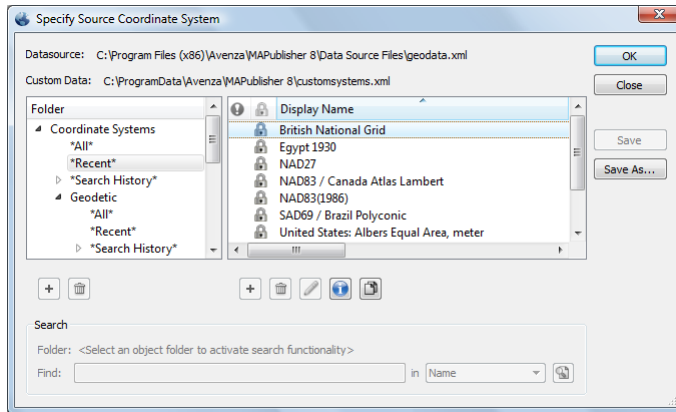 Specify Source Coordinate System
Datasource: C:\Program Files (x86)\Avenza\MAPublisher 8\Data Source Files\geodata.xml
OK
Custom Data: C:\ProgramData\Avenza\MAPublisher 8\customsystems.xml
Close
Folder
Display Name
Coordinate Systems
*All*
*Recent*
*Search History*
Geodetic
*All*
*Recent*
*Search History*
British National Grid
Egypt 1930
NAD27
NAD83 / Canada Atlas Lambert
NAD83(1986)
SAD69 / Brazil Polyconic
United States: Albers Equal Area, meter
Save
Save As...
Search
Folder: <Select an object folder to activate search functionality>
Find:
in
Name